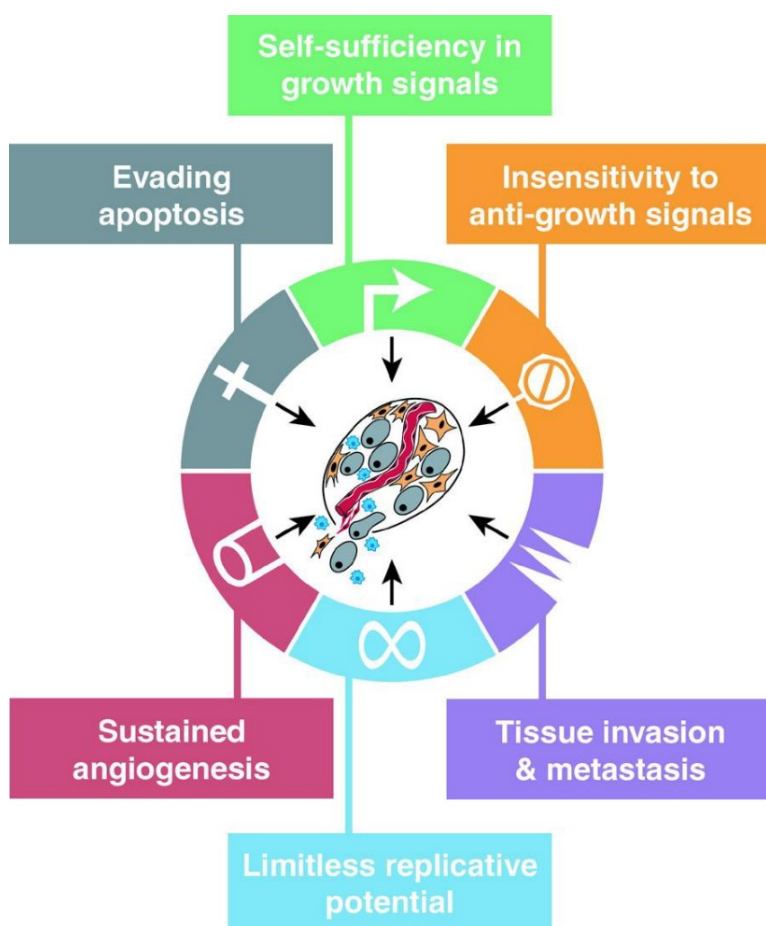 Self-sufficiency in
growth signals
Evading
apoptosis
Insensitivity to
anti-growth signals
Sustained
angiogenesis
Tissue invasion
& metastasis
Limitless replicative
potential